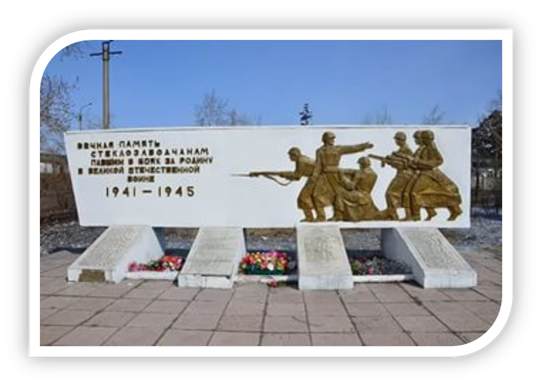 ВЕЧНАЯ ПАМЯТЬ
СТЕКЛОЗАВОДЧАНАМ
ПАВШИМ В БОЯХ ЗА РОДИНУ
В ВЕЛИКОЙ ОТЕЧЕСТВЕННОЙ
ВОЙНЕ
1941-1945